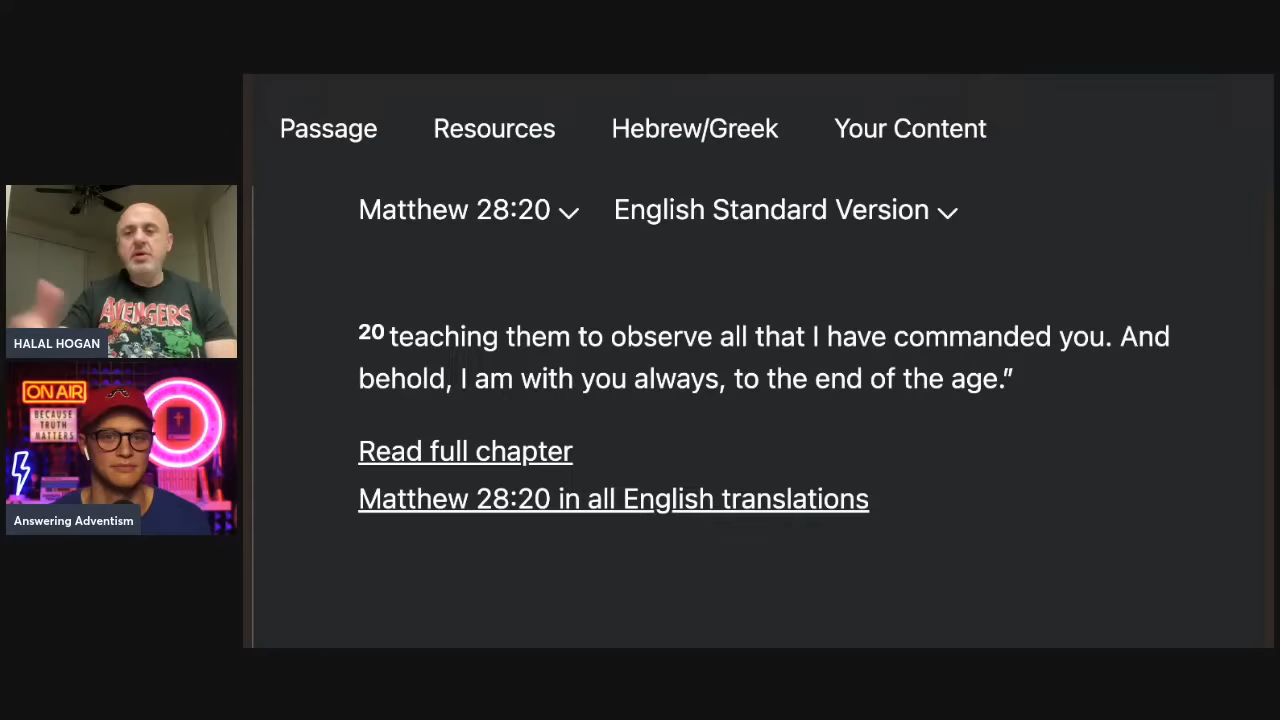 Passage
Resources
Hebrew/Greek
Your Content
Matthew 28:20
English Standard Version
20 teaching them to observe all that I have commanded you. And
behold, I am with you always, to the end of the age.”
Read full chapter
Matthew 28:20 in all English translations
AVENGERS
HALAL HOGAN
ON AIR
BECAUSE
TRUTH
MATTERS
Answering Adventism